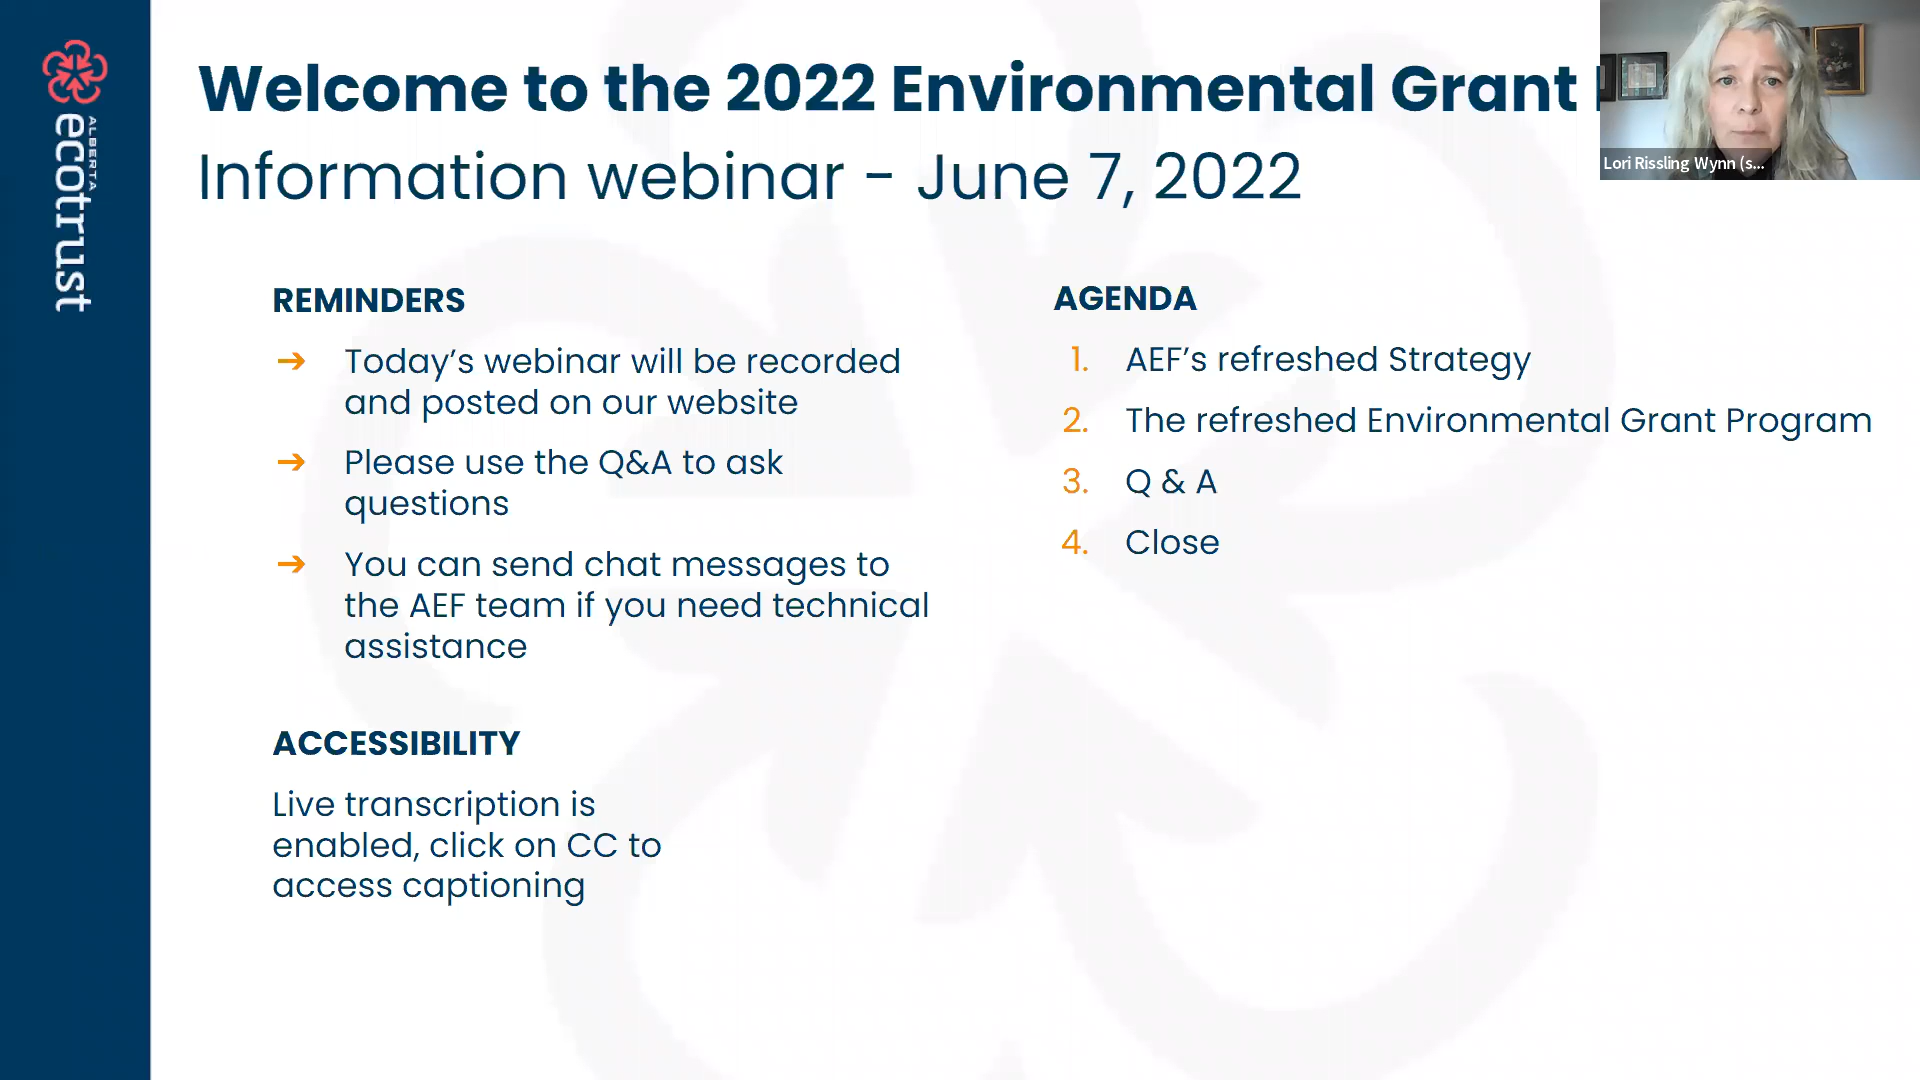 ALBERTA
ecotrust
Welcome to the 2022 Environmental Grant
Information webinar - June 7, 2022
Lori Rissling Wynn (s...
REMINDERS
➔ Today’s webinar will be recorded
and posted on our website
➔ Please use the Q&A to ask
questions
➔ You can send chat messages to
the AEF team if you need technical
assistance
ACCESSIBILITY
Live transcription is
enabled, click on CC to
access captioning
AGENDA
1. AEF’s refreshed Strategy
2. The refreshed Environmental Grant Program
3. Q & A
4. Close